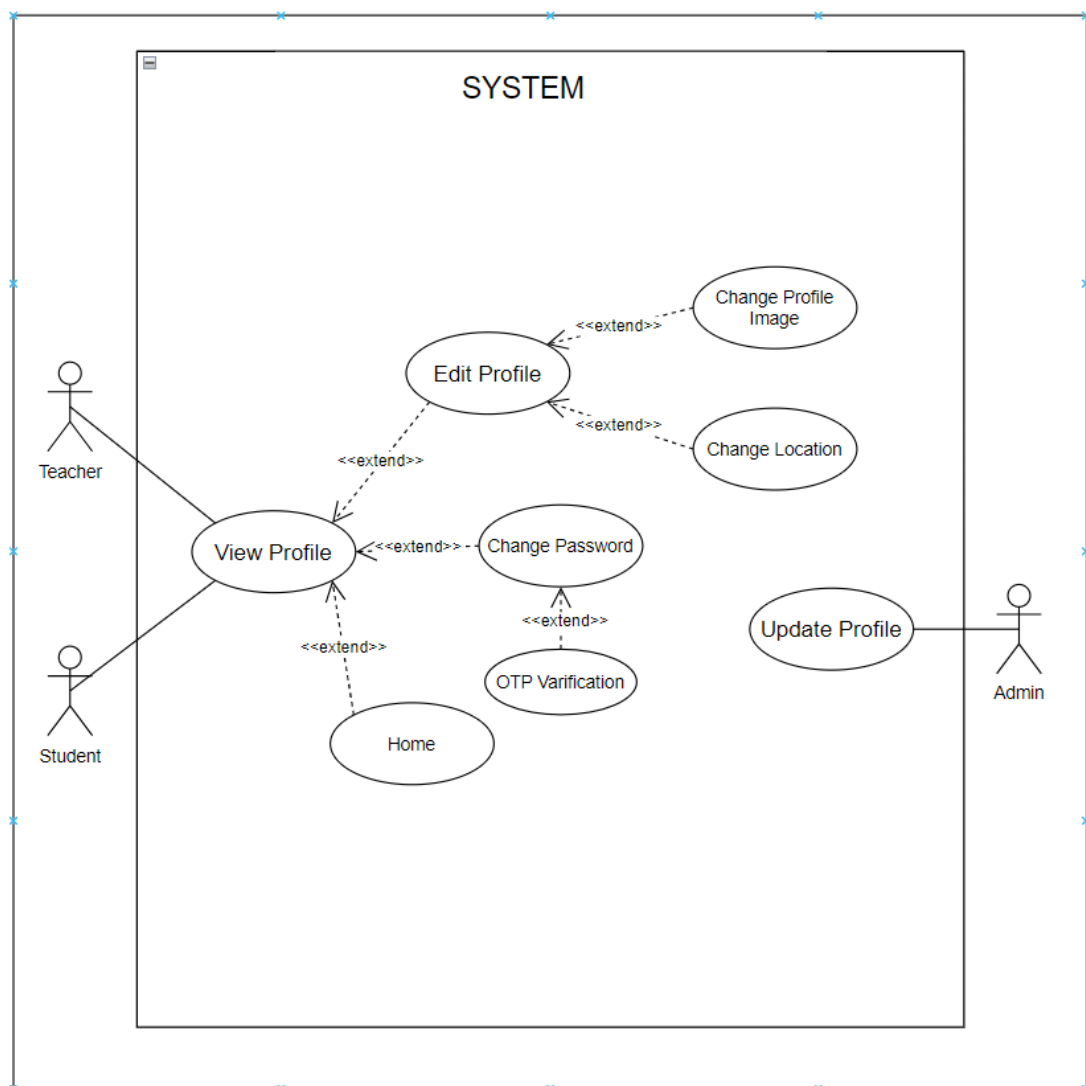 SYSTEM
Change Profile
Image
<<extend>>
Edit Profile
<<extend>>
Change Location
Teacher
<<extend>>
View Profile
<<extend>>
Change Password
<<extend>>
Update Profile
<<extend>>
OTP Varification
Admin
Home
Student